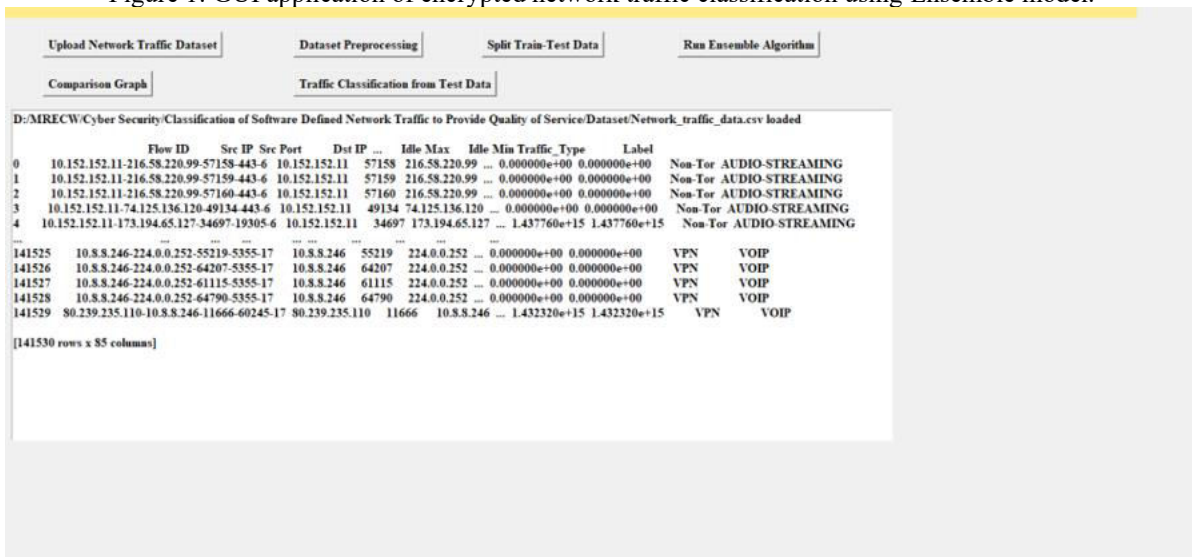 Figure 1: GUI application of encrypted network traffic classification using Ensemble model.
Upload Network Traffic Dataset Dataset Preprocessing Split Train-Test Data Run Ensemble Algorithm
Comparison Graph Traffic Classification from Test Data
D:/MRECW/Cyber Security/Classification of Software Defined Network Traffic to Provide Quality of Service/Dataset/Network_traffic_data.csv loaded
Flow ID Src IP Src Port Dst IP ... Idle Max Idle Min Traffic_Type Label
0 10.152.152.11-216.58.220.99-57158-443-6 10.152.152.11 57158 216.58.220.99 ... 0.000000e+00 0.000000e+00 Non-Tor AUDIO-STREAMING
1 10.152.152.11-216.58.220.99-57159-443-6 10.152.152.11 57159 216.58.220.99 ... 0.000000e+00 0.000000e+00 Non-Tor AUDIO-STREAMING
2 10.152.152.11-216.58.220.99-57160-443-6 10.152.152.11 57160 216.58.220.99 ... 0.000000e+00 0.000000e+00 Non-Tor AUDIO-STREAMING
3 10.152.152.11-74.125.136.120-49134-443-6 10.152.152.11 49134 74.125.136.120 ... 0.000000e+00 0.000000e+00 Non-Tor AUDIO-STREAMING
4 10.152.152.11-173.194.65.127-34697-19305-6 10.152.152.11 34697 173.194.65.127 ... 1.437760e+15 1.437760e+15 Non-Tor AUDIO-STREAMING
... ... ... ... ... ... ... ... ... ...
141525 10.8.8.246-224.0.0.252-55219-5355-17 10.8.8.246 55219 224.0.0.252 ... 0.000000e+00 0.000000e+00 VPN VOIP
141526 10.8.8.246-224.0.0.252-64207-5355-17 10.8.8.246 64207 224.0.0.252 ... 0.000000e+00 0.000000e+00 VPN VOIP
141527 10.8.8.246-224.0.0.252-61115-5355-17 10.8.8.246 61115 224.0.0.252 ... 0.000000e+00 0.000000e+00 VPN VOIP
141528 10.8.8.246-224.0.0.252-64790-5355-17 10.8.8.246 64790 224.0.0.252 ... 0.000000e+00 0.000000e+00 VPN VOIP
141529 80.239.235.110-10.8.8.246-11666-60245-17 80.239.235.110 11666 10.8.8.246 ... 1.432320e+15 1.432320e+15 VPN VOIP
[141530 rows x 85 columns]